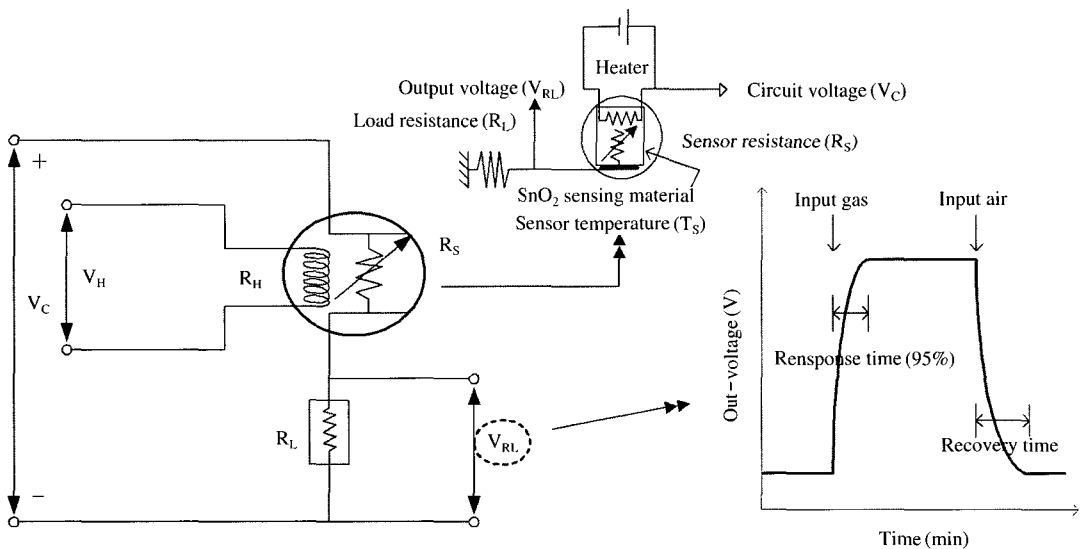 Heater
Output voltage (V_RL)
Circuit voltage (V_C)
Load resistance (R_L)
Sensor resistance (R_S)
SnO₂ sensing material
Sensor temperature (T_S)
+
V_C
V_H
R_H
R_S
R_L
V_RL
−
Input gas
Input air
Out−voltage (V)
Rensponse time (95%)
Recovery time
Time (min)